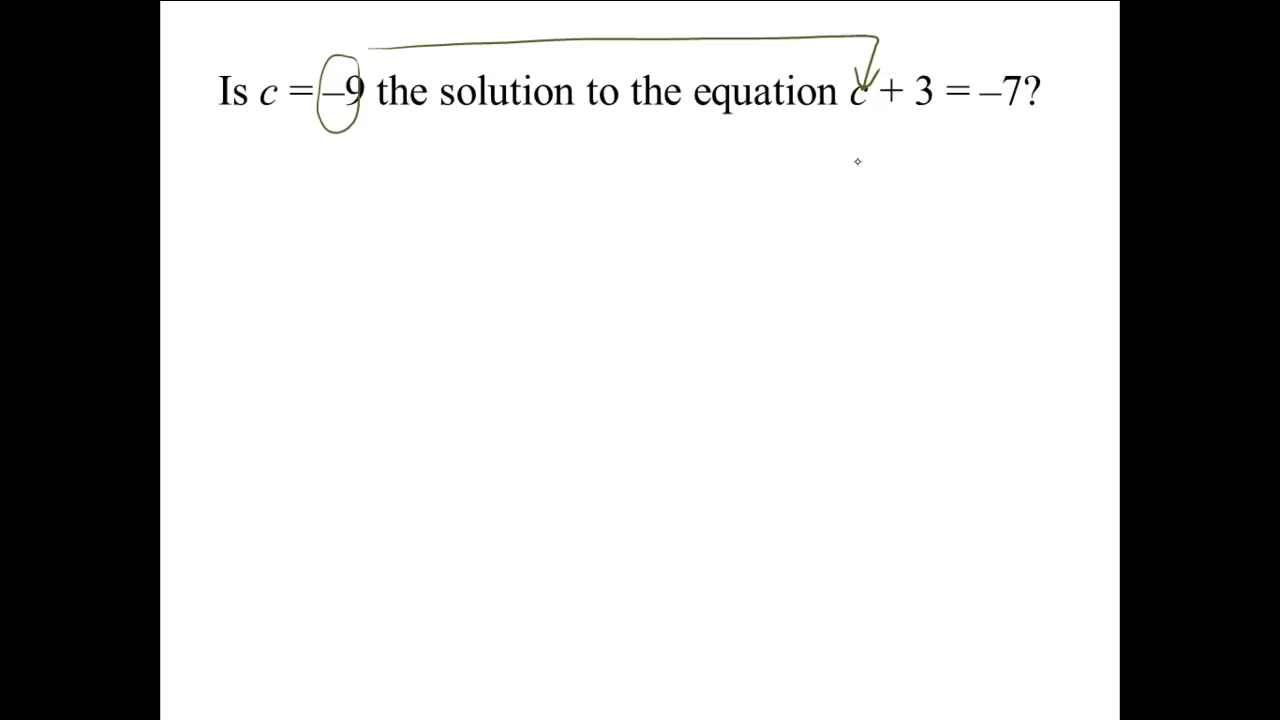 Is c = –9 the solution to the equation c + 3 = –7?